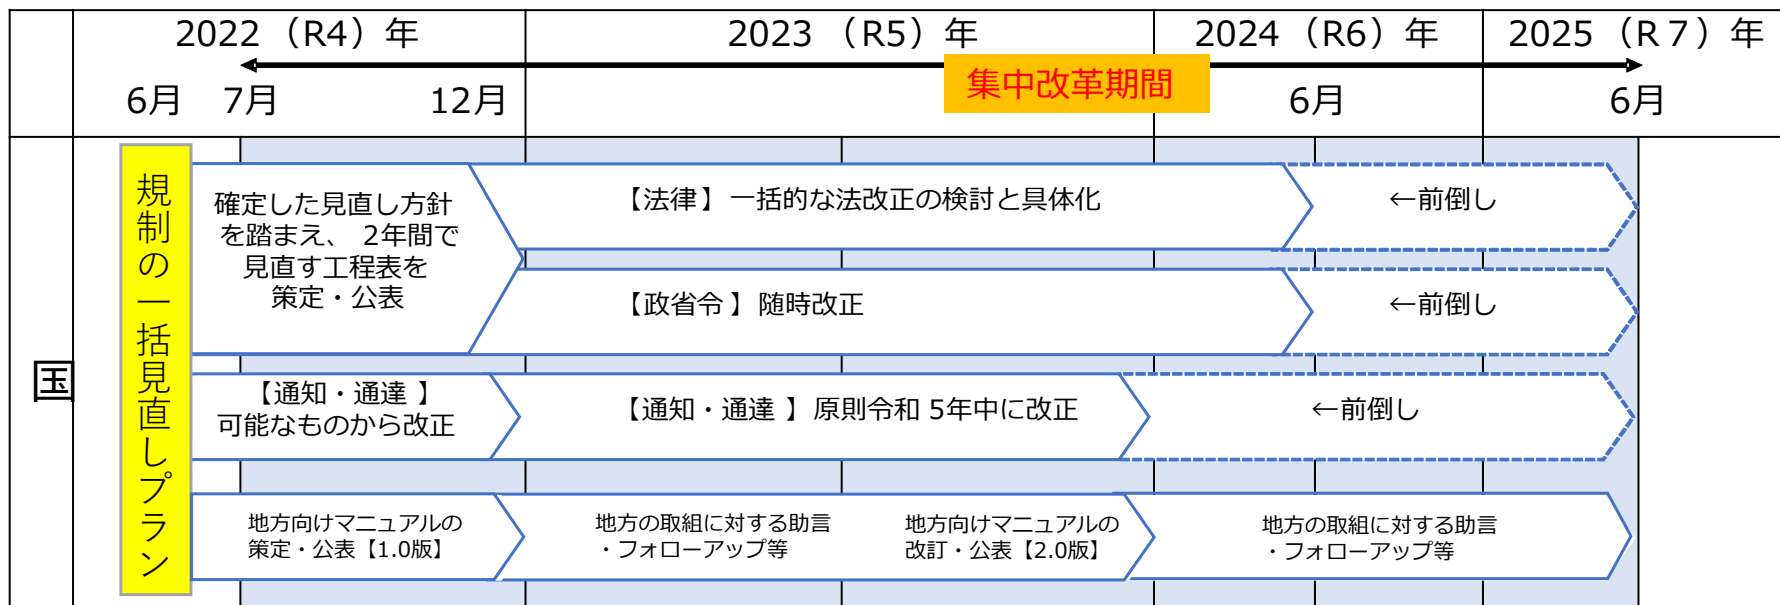 2022（R4）年
2023（R5）年
2024（R6）年
2025（R７）年
集中改革期間
6月
7月
12月
6月
6月
国
規制の一括見直しプラン
確定した見直し方針
を踏まえ、2年間で
見直す工程表を
策定・公表
【法律】一括的な法改正の検討と具体化
←前倒し
【政省令】随時改正
←前倒し
【通知・通達】
可能なものから改正
【通知・通達】原則令和5年中に改正
←前倒し
地方向けマニュアルの
策定・公表【1.0版】
地方の取組に対する助言
・フォローアップ等
地方向けマニュアルの
改訂・公表【2.0版】
地方の取組に対する助言
・フォローアップ等